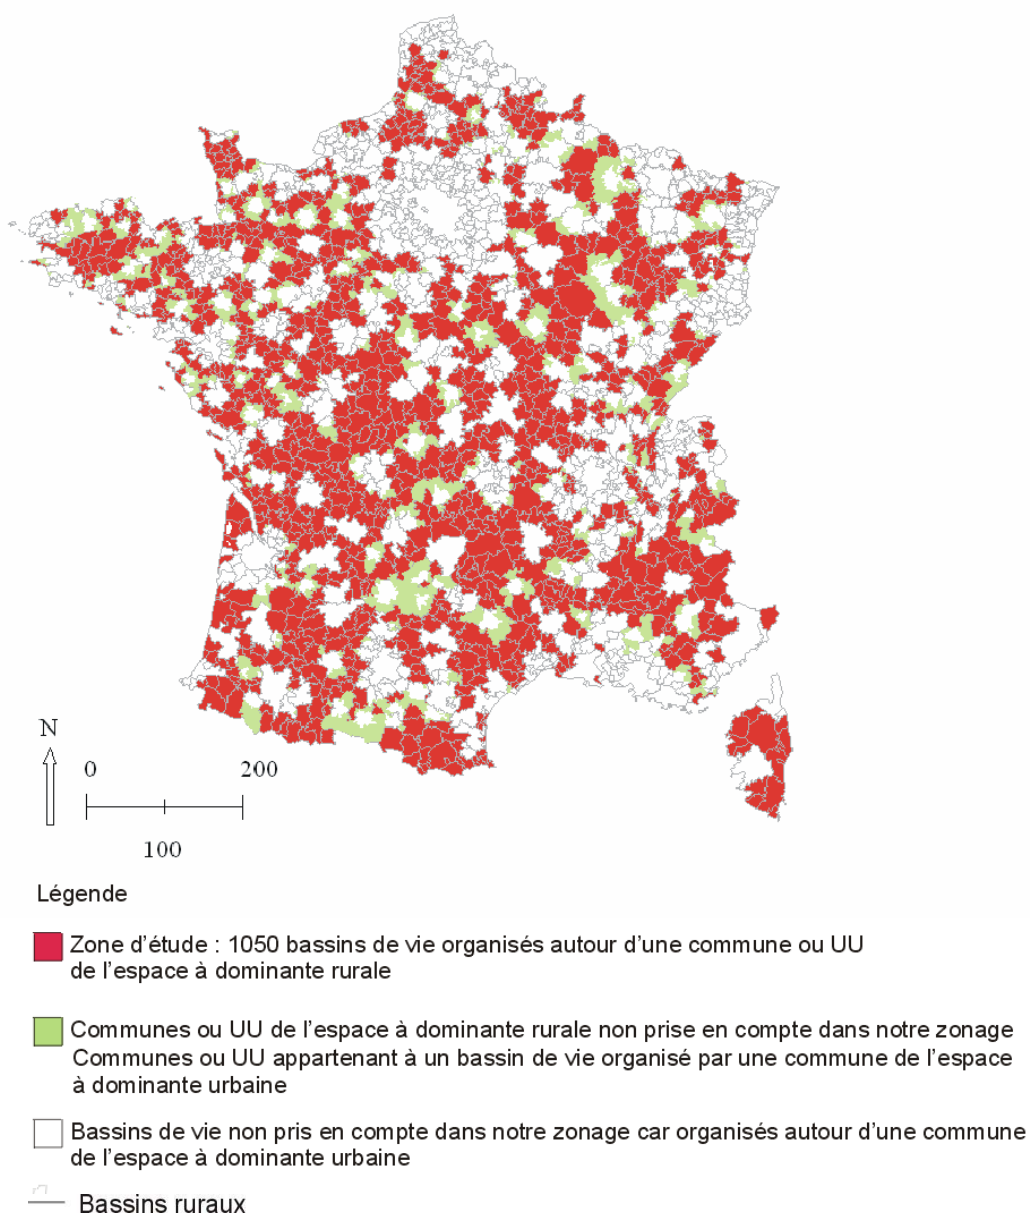 N
0
200
100
Légende
Zone d'étude : 1050 bassins de vie organisés autour d'une commune ou UU
de l'espace à dominante rurale
Communes ou UU de l'espace à dominante rurale non prise en compte dans notre zonage
Communes ou UU appartenant à un bassin de vie organisé par une commune de l'espace
à dominante urbaine
Bassins de vie non pris en compte dans notre zonage car organisés autour d'une commune
de l'espace à dominante urbaine
Bassins ruraux